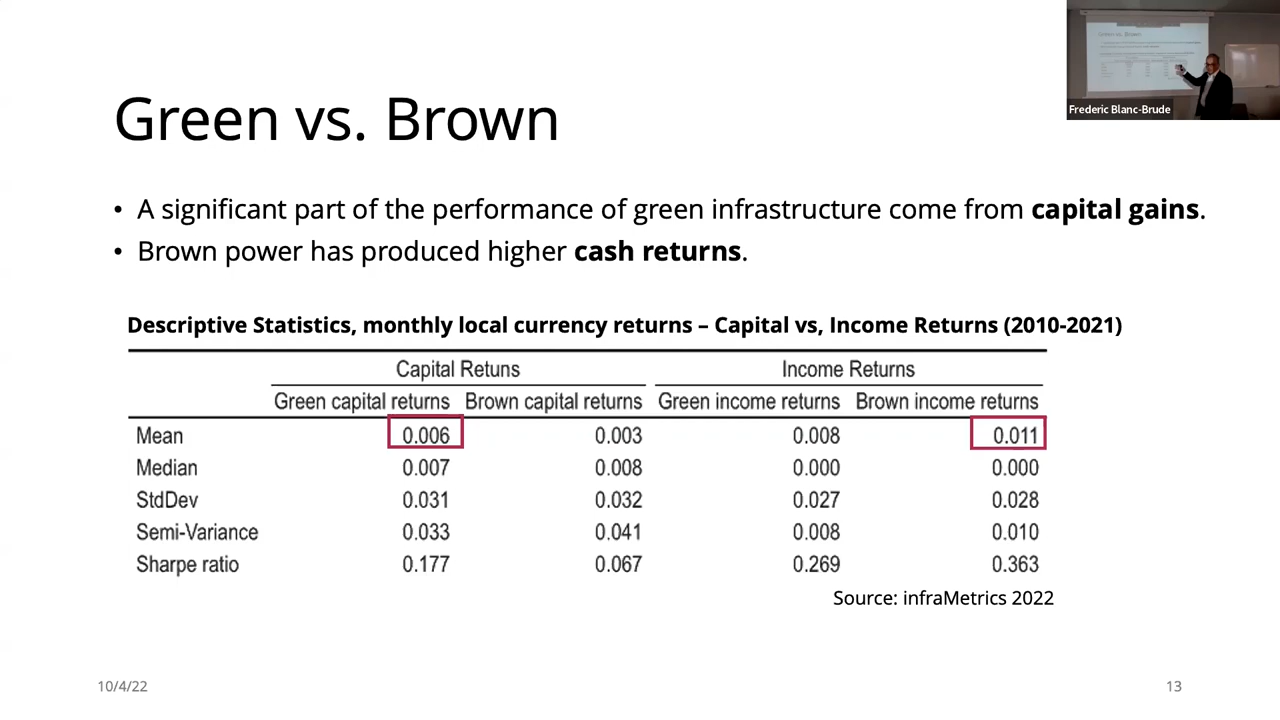 Frederic Blanc-Brude
Green vs. Brown
• A significant part of the performance of green infrastructure come from capital gains.
• Brown power has produced higher cash returns.
Descriptive Statistics, monthly local currency returns – Capital vs, Income Returns (2010-2021)
Capital Retuns Income Returns
Green capital returns Brown capital returns Green income returns Brown income returns
Mean 0.006 0.003 0.008 0.011
Median 0.007 0.008 0.000 0.000
StdDev 0.031 0.032 0.027 0.028
Semi-Variance 0.033 0.041 0.008 0.010
Sharpe ratio 0.177 0.067 0.269 0.363
Source: infraMetrics 2022
10/4/22 13